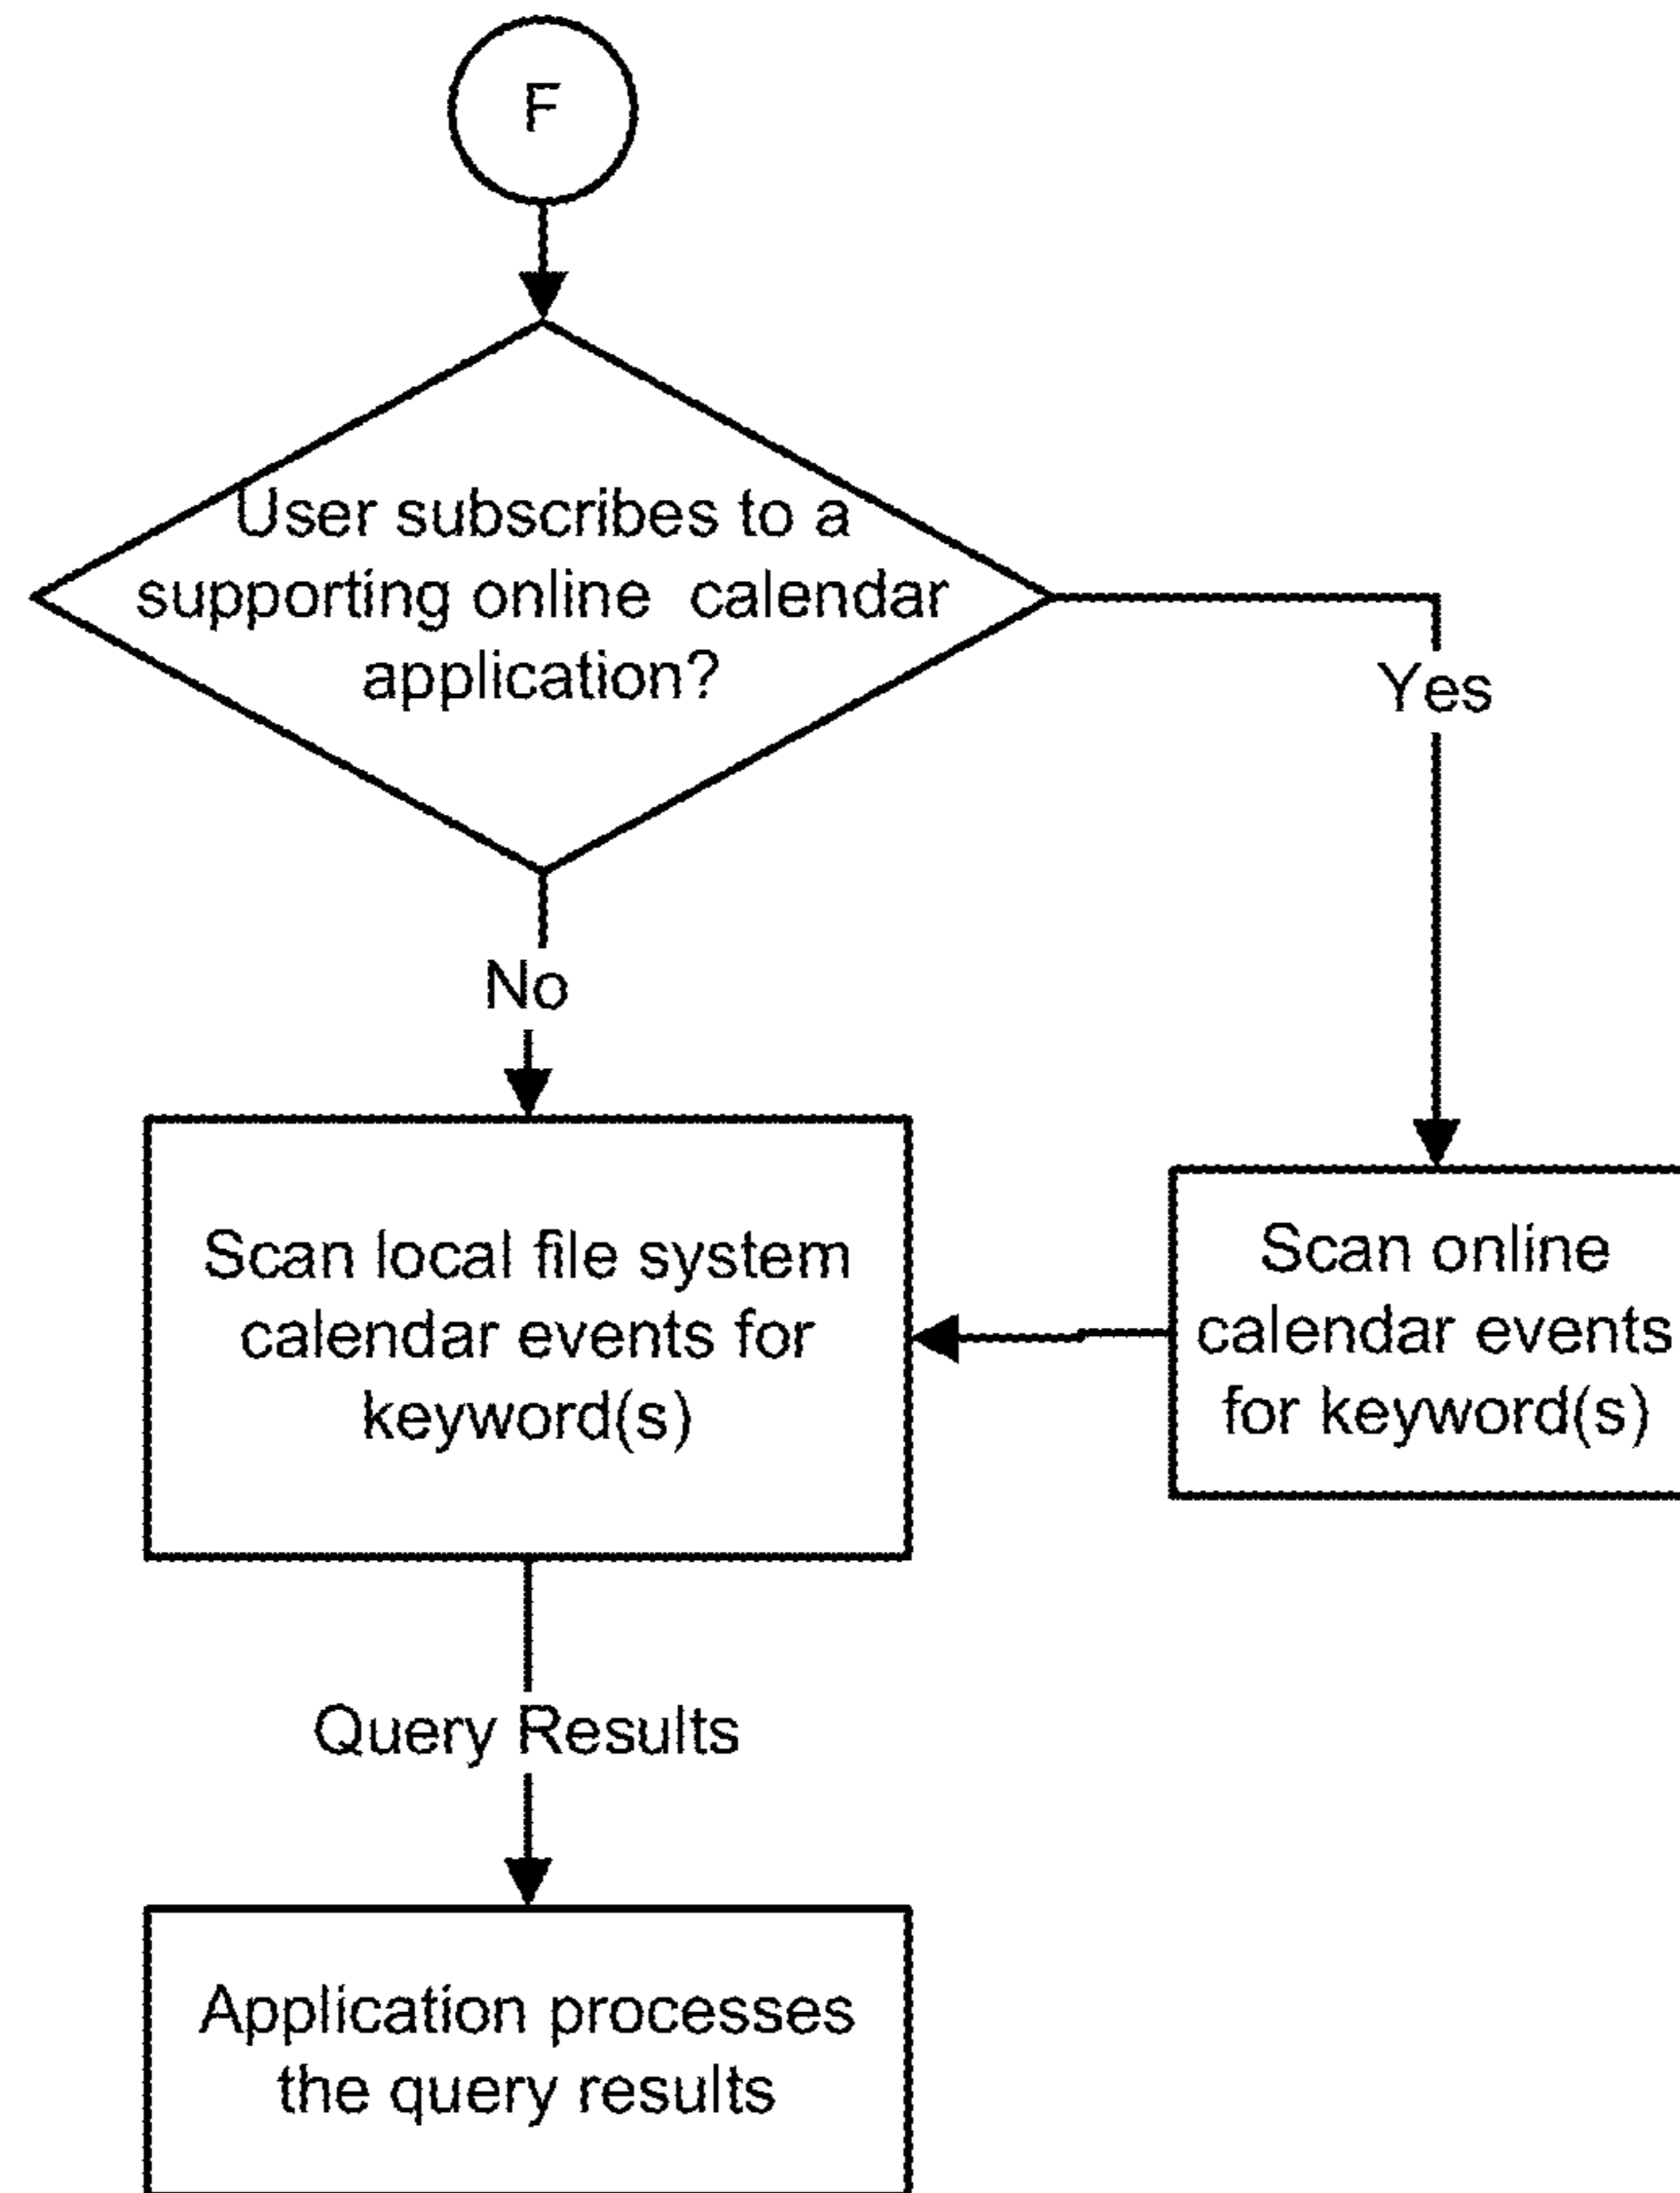 F
User subscribes to a
supporting online calendar
application?
Yes
No
Scan local file system
calendar events for
keyword(s)
Scan online
calendar events
for keyword(s)
Query Results
Application processes
the query results